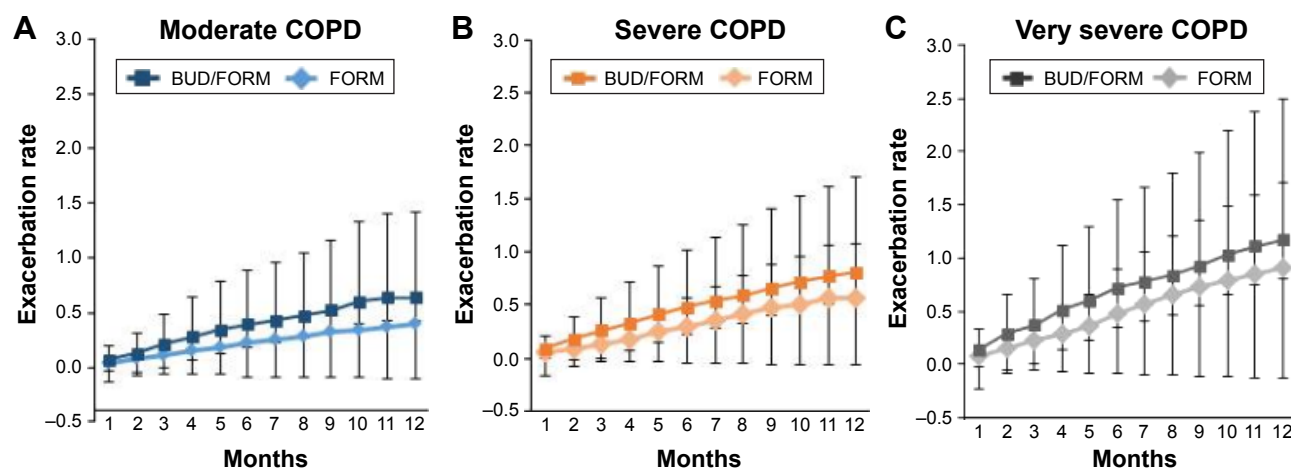 A Moderate COPD
BUD/FORM FORM
Exacerbation rate
3.0
2.5
2.0
1.5
1.0
0.5
0.0
–0.5
1 2 3 4 5 6 7 8 9 10 11 12
Months
B Severe COPD
BUD/FORM FORM
Exacerbation rate
3.0
2.5
2.0
1.5
1.0
0.5
0.0
–0.5
1 2 3 4 5 6 7 8 9 10 11 12
Months
C Very severe COPD
BUD/FORM FORM
Exacerbation rate
3.0
2.5
2.0
1.5
1.0
0.5
0.0
–0.5
1 2 3 4 5 6 7 8 9 10 11 12
Months